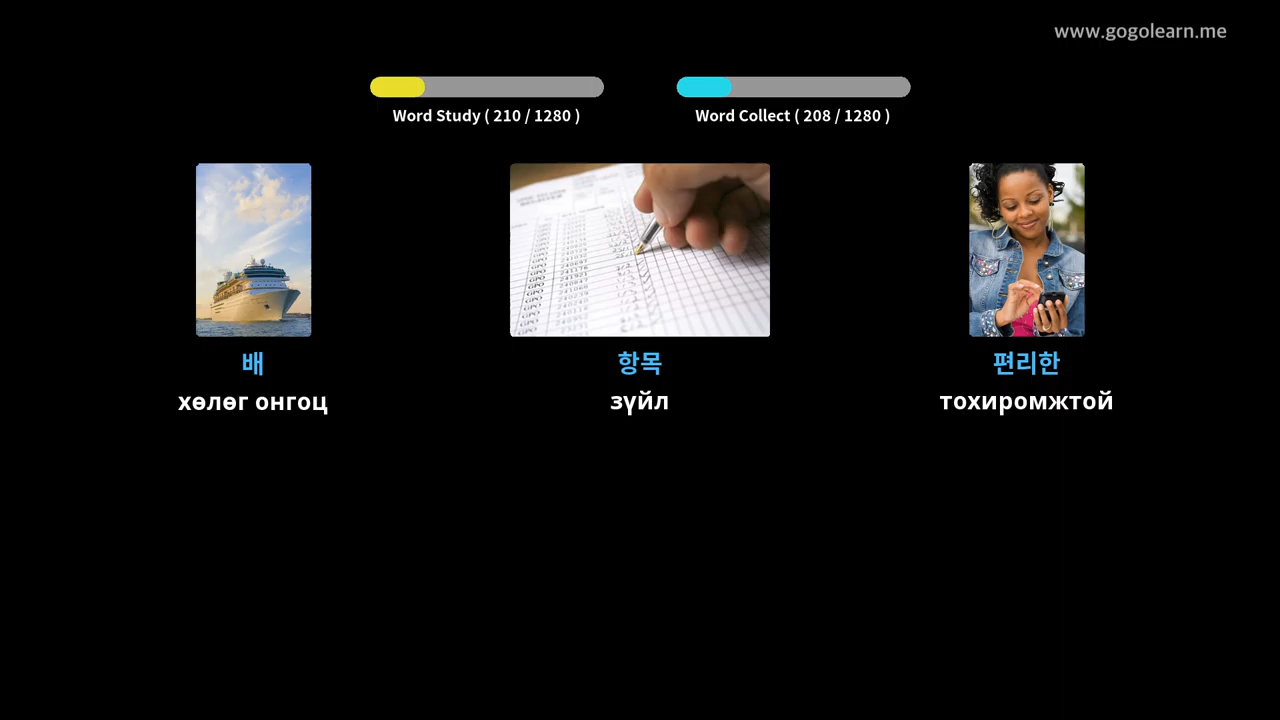 www.gogolearn.me
Word Study ( 210 / 1280 )
Word Collect ( 208 / 1280 )
배
항목
편리한
хөлөг онгоц
зүйл
тохиромжтой